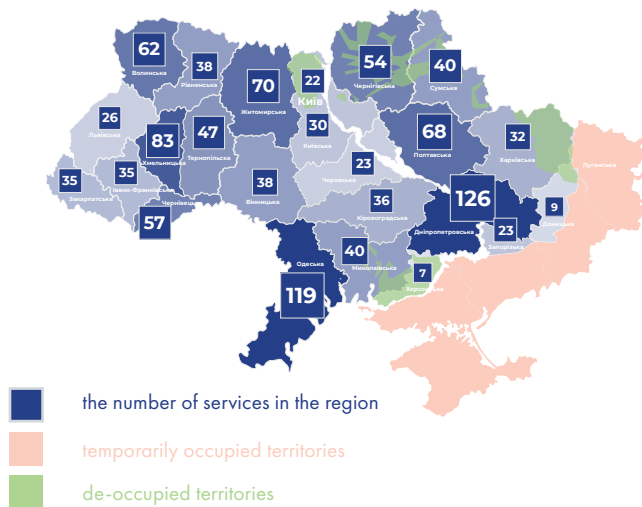 62
Волинська
38
Рівненська
70
Житомирська
22
Київ
54
Чернігівська
40
Сумська
26
Львівська
83
Хмельницька
47
Тернопільська
30
Київська
68
Полтавська
32
Харківська
Луганська
35
Закарпатська
35
Івано-Франківська
57
Чернівецька
38
Вінницька
23
Черкаська
36
Кіровоградська
126
Дніпропетровська
9
Донецька
23
Запорізька
40
Миколаївська
7
Херсонська
Одеська
119
the number of services in the region
temporarily occupied territories
de-occupied territories